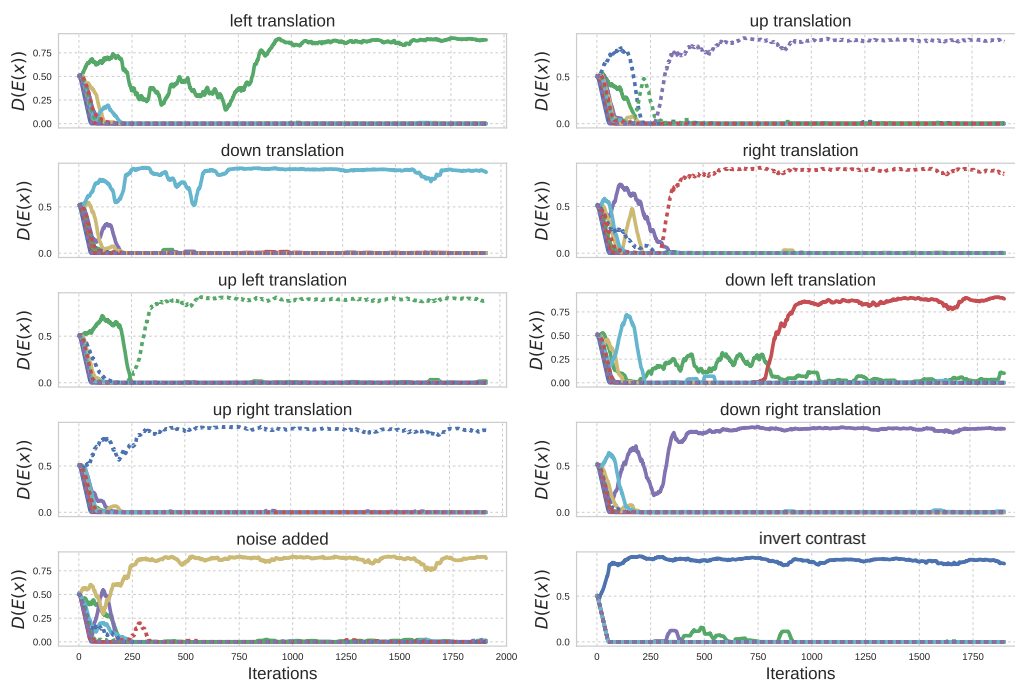 left translation
D(E(x))
0.75
0.50
0.25
0.00
up translation
D(E(x))
0.5
0.0
down translation
D(E(x))
0.5
0.0
right translation
D(E(x))
0.5
0.0
up left translation
D(E(x))
0.5
0.0
down left translation
D(E(x))
0.75
0.50
0.25
0.00
up right translation
D(E(x))
0.5
0.0
down right translation
D(E(x))
0.5
0.0
noise added
D(E(x))
0.75
0.50
0.25
0.00
0 250 500 750 1000 1250 1500 1750 2000
Iterations
invert contrast
D(E(x))
0.5
0.0
0 250 500 750 1000 1250 1500 1750
Iterations